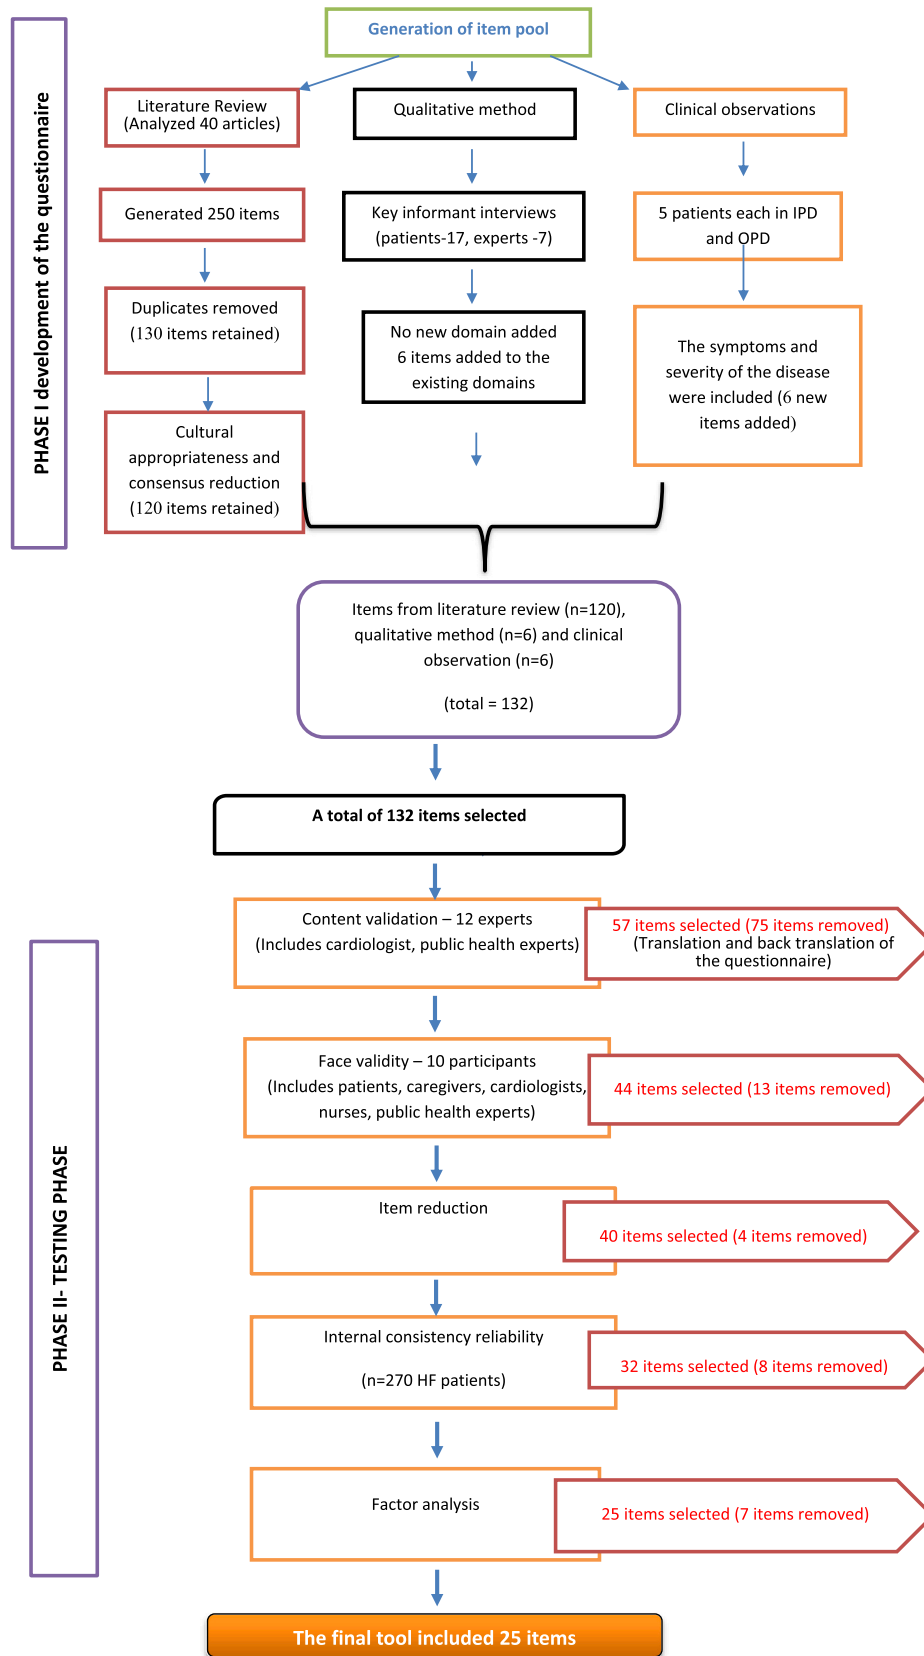 Generation of item pool
PHASE I development of the questionnaire
Literature Review
(Analyzed 40 articles)
Qualitative method
Clinical observations
Generated 250 items
Key informant interviews
(patients-17, experts -7)
5 patients each in IPD
and OPD
Duplicates removed
(130 items retained)
No new domain added
6 items added to the
existing domains
The symptoms and
severity of the disease
were included (6 new
items added)
Cultural
appropriateness and
consensus reduction
(120 items retained)
Items from literature review (n=120),
qualitative method (n=6) and clinical
observation (n=6)
(total = 132)
A total of 132 items selected
PHASE II- TESTING PHASE
Content validation – 12 experts
(Includes cardiologist, public health experts)
57 items selected (75 items removed)
(Translation and back translation of
the questionnaire)
Face validity – 10 participants
(Includes patients, caregivers, cardiologists,
nurses, public health experts)
44 items selected (13 items removed)
Item reduction
40 items selected (4 items removed)
Internal consistency reliability
(n=270 HF patients)
32 items selected (8 items removed)
Factor analysis
25 items selected (7 items removed)
The final tool included 25 items